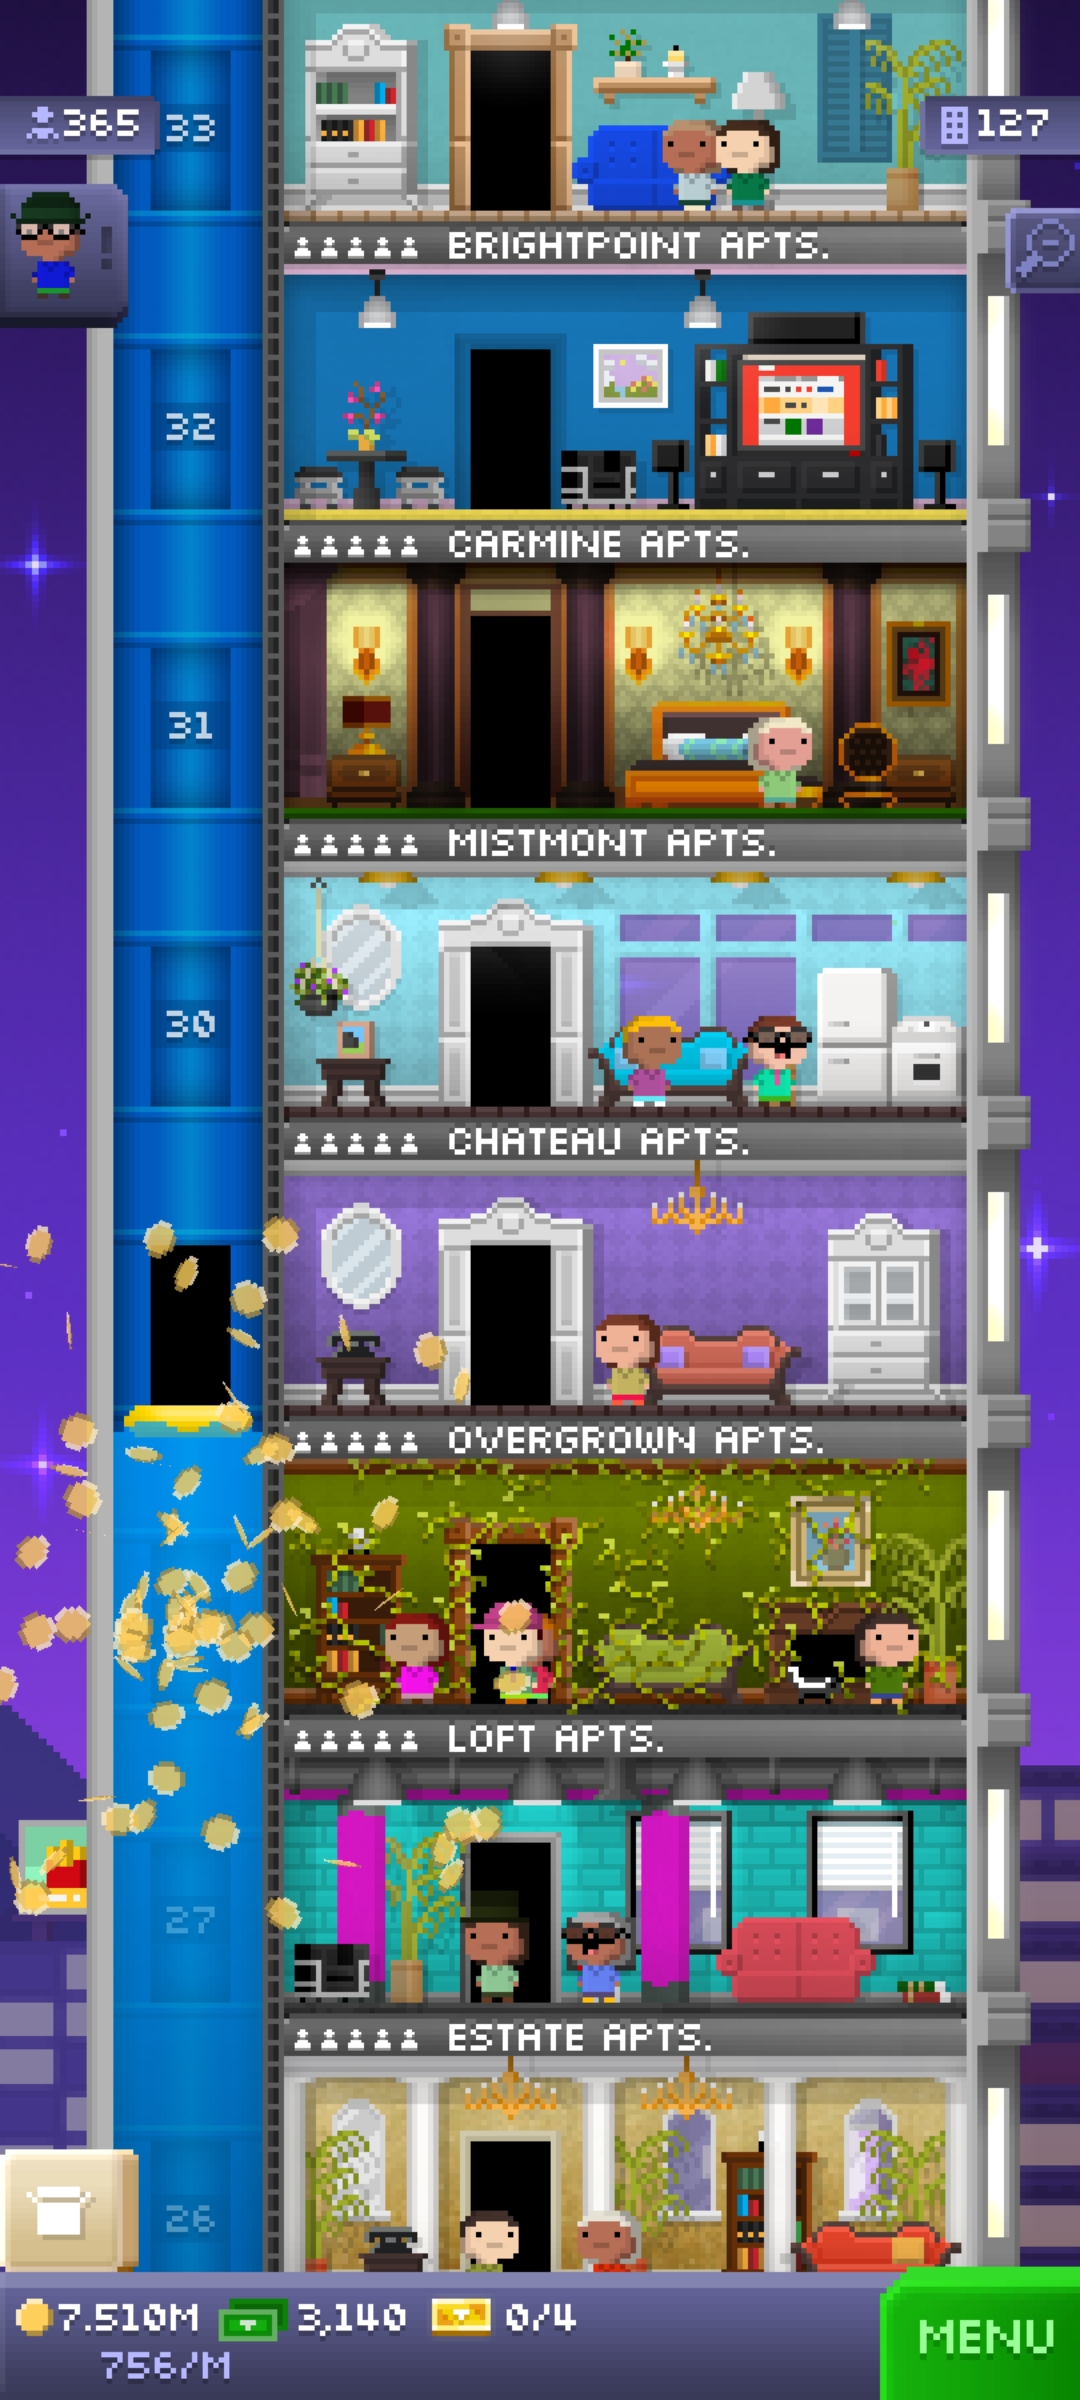 365
33
127
BRIGHTPOINT APTS.
32
CARMINE APTS.
31
MISTMONT APTS.
30
CHATEAU APTS.
OVERGROWN APTS.
LOFT APTS.
27
ESTATE APTS.
26
7.510M 3,140 0/4
756/M
MENU